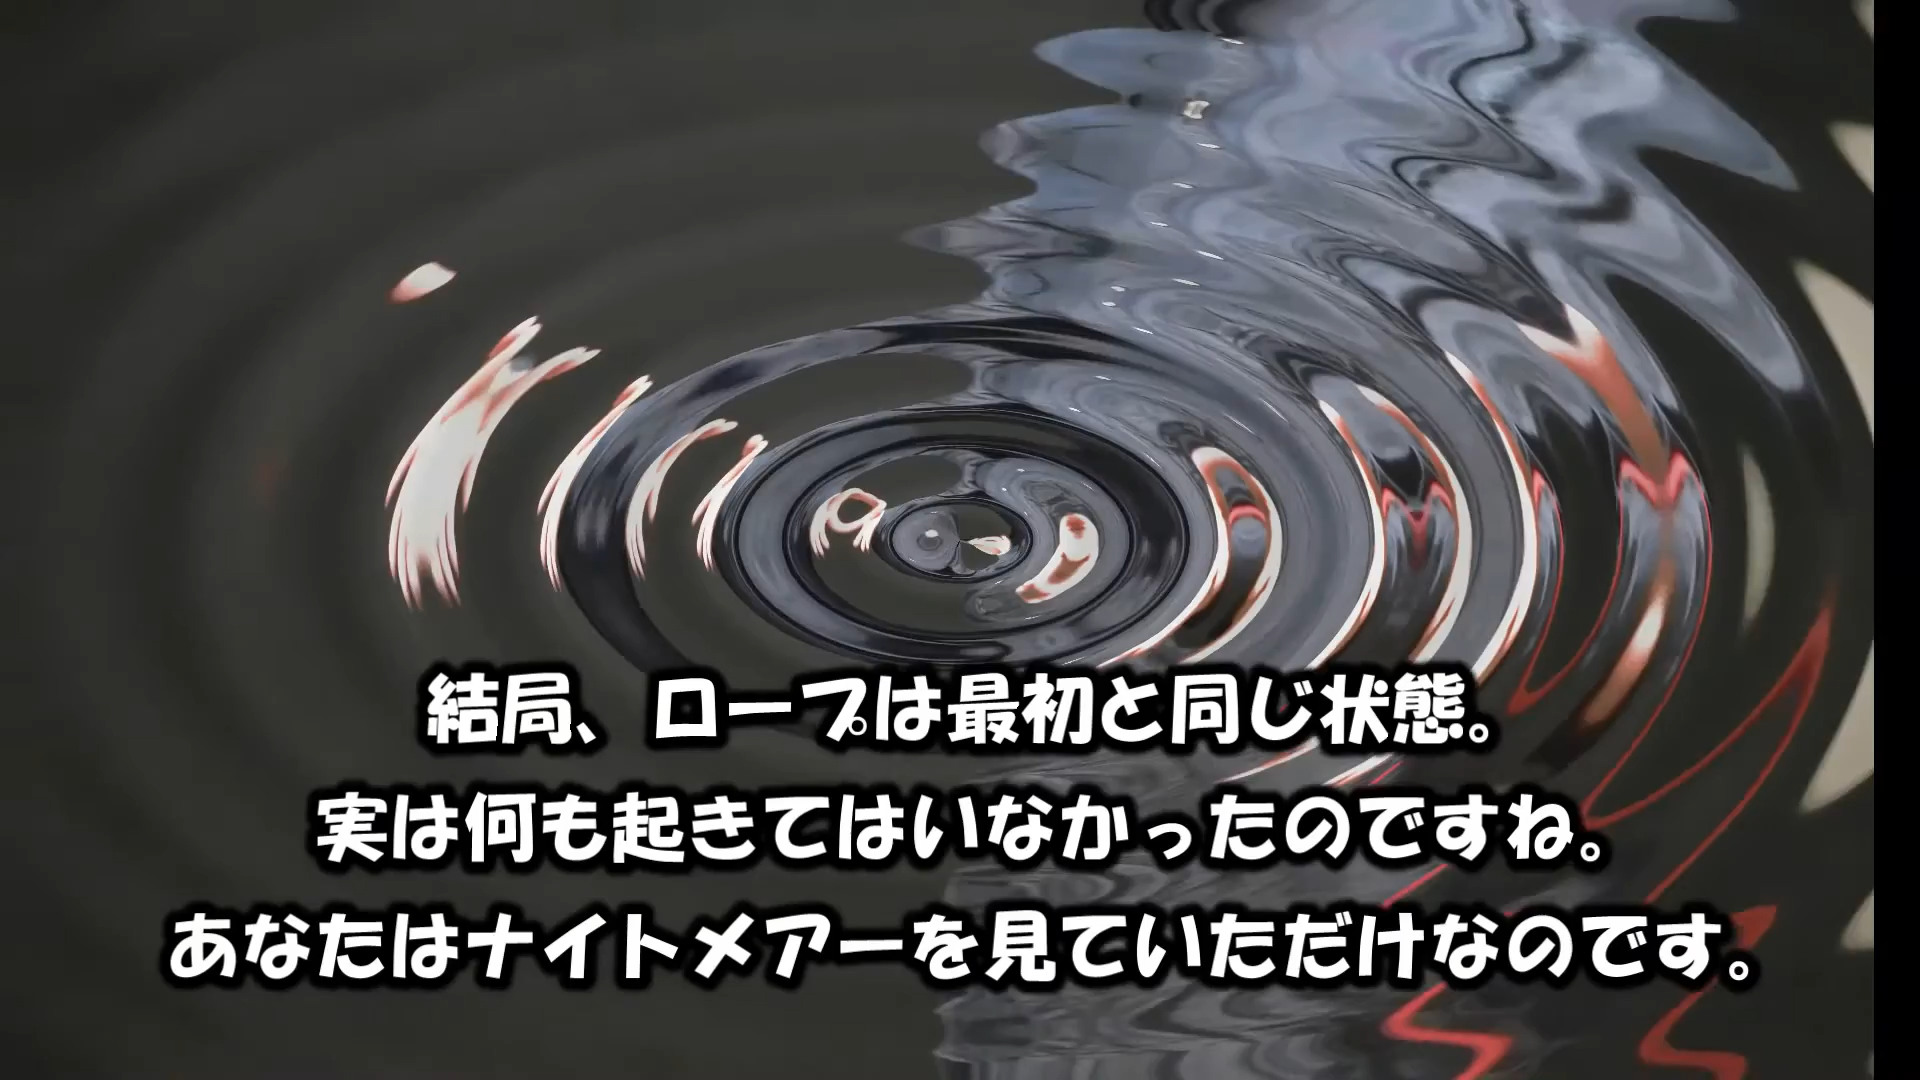 結局、ロープは最初と同じ状態。
実は何も起きてはいなかったのですね。
あなたはナイトメアーを見ていただけなのです。